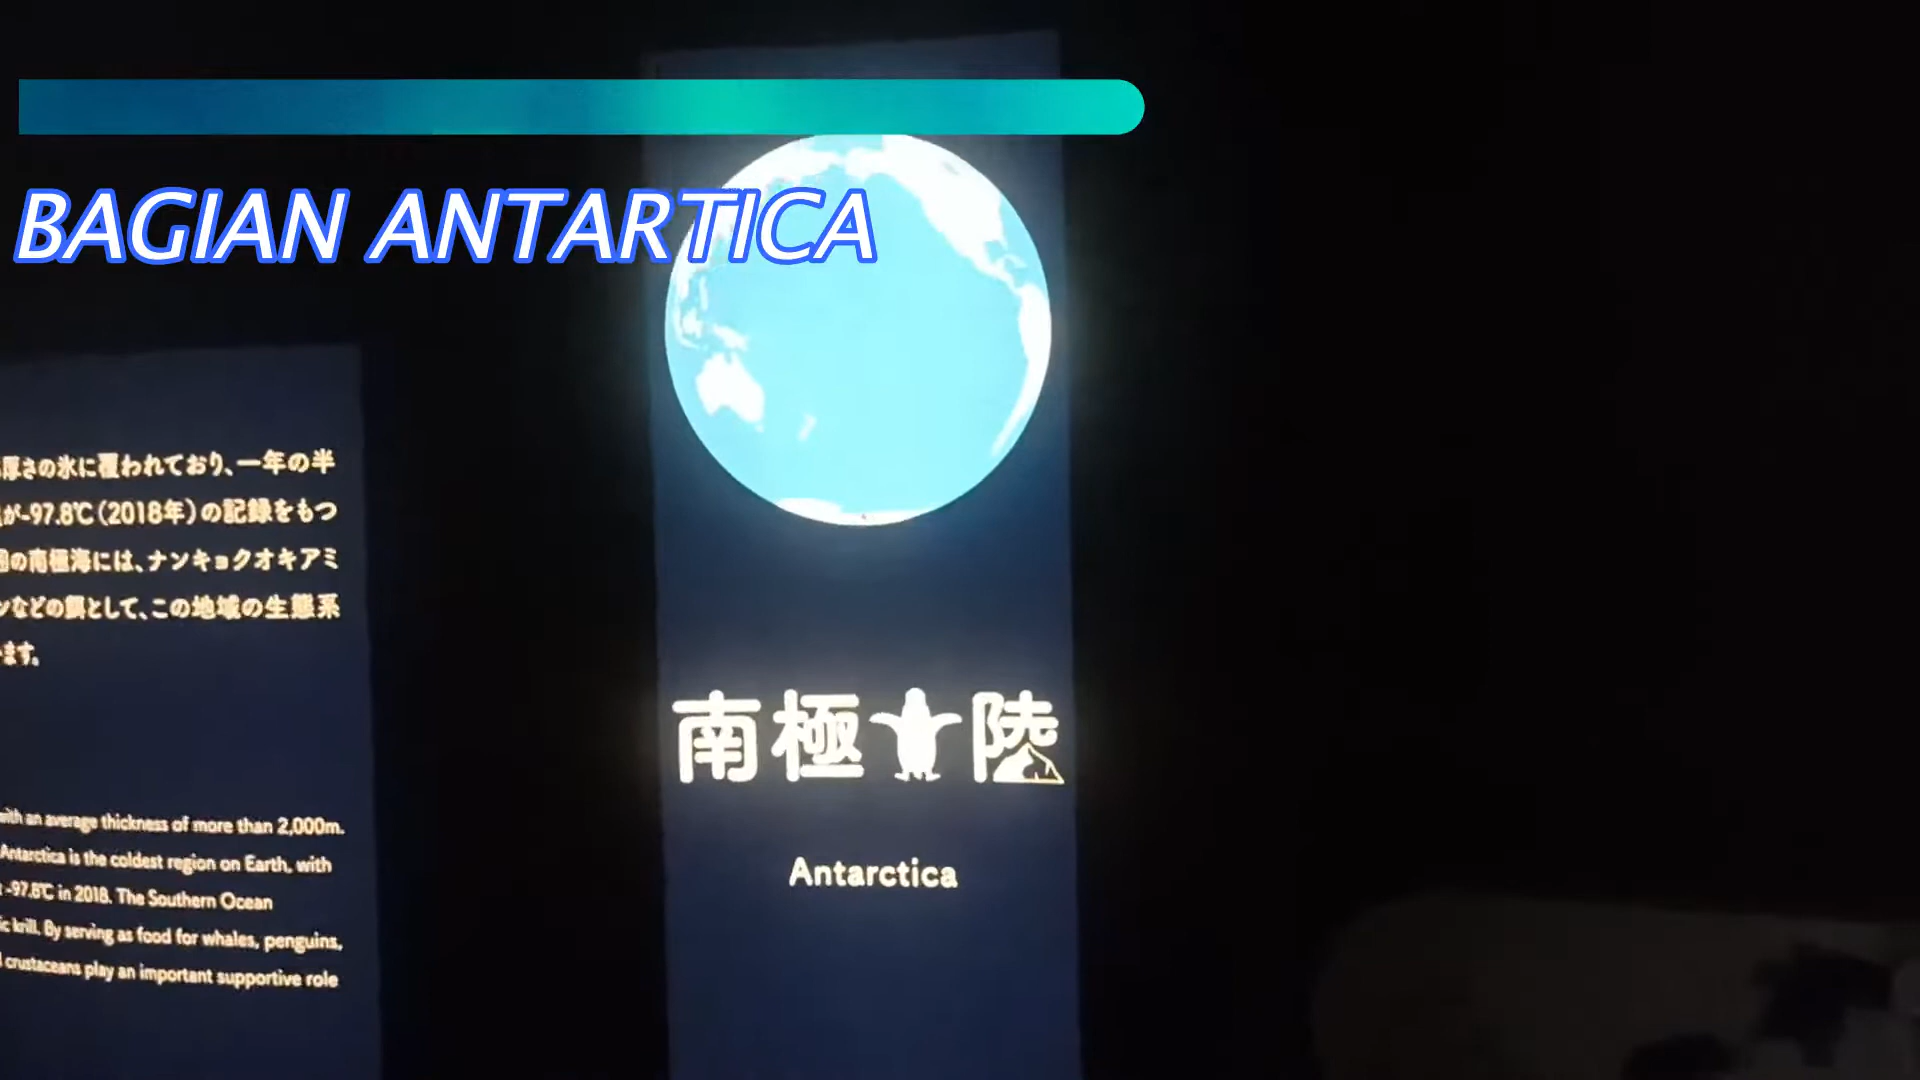 BAGIAN ANTARTICA
厚さの氷に覆われており、一年の半
が-97.8℃（2018年）の記録をもつ
の南極海には、ナンキョクオキアミ
などの餌として、この地域の生態系
ます。
with an average thickness of more than 2,000m.
Antarctica is the coldest region on Earth, with
-97.8℃ in 2018. The Southern Ocean
krill. By serving as food for whales, penguins,
crustaceans play an important supportive role
南極 陸
Antarctica